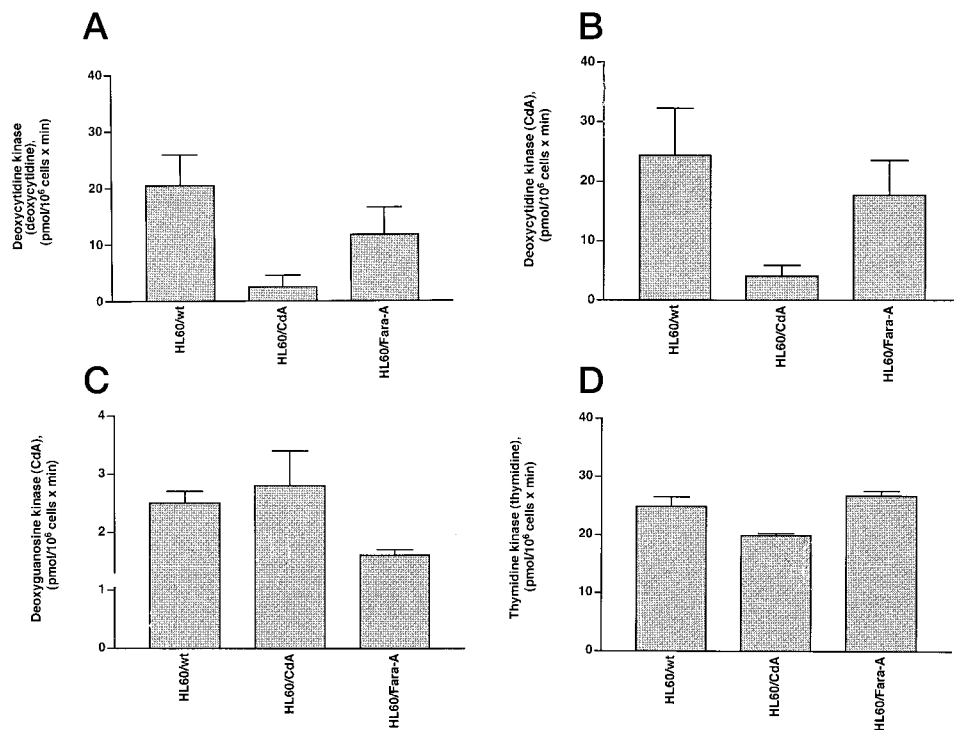 A
Deoxycytidine kinase
(deoxycytidine),
(pmol/10⁶ cells x min)
40
30
20
10
0
HL60/wt
HL60/CdA
HL60/Fara-A
B
Deoxycytidine kinase (CdA),
(pmol/10⁶ cells x min)
40
30
20
10
0
HL60/wt
HL60/CdA
HL60/Fara-A
C
Deoxyguanosine kinase (CdA),
(pmol/10⁶ cells x min)
4
3
2
1
0
HL60/wt
HL60/CdA
HL60/Fara-A
D
Thymidine kinase (thymidine),
(pmol/10⁶ cells x min)
40
30
20
10
0
HL60/wt
HL60/CdA
HL60/Fara-A